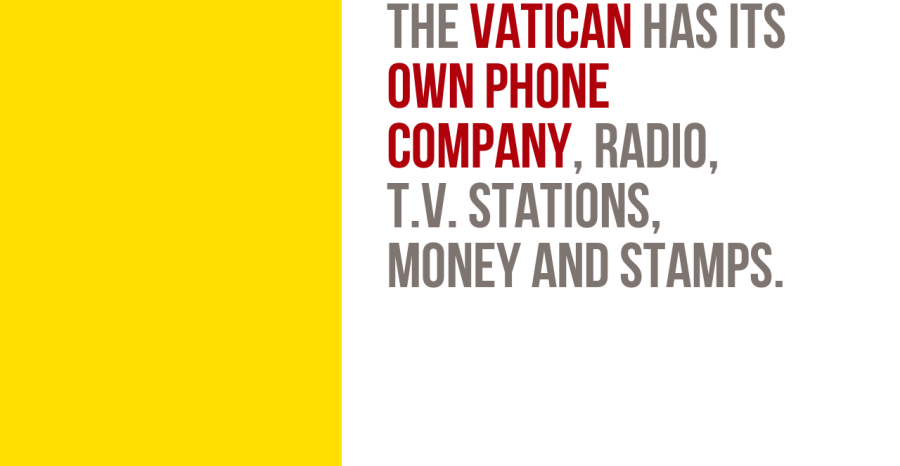 THE VATICAN HAS ITS
OWN PHONE
COMPANY, RADIO,
T.V. STATIONS,
MONEY AND STAMPS.